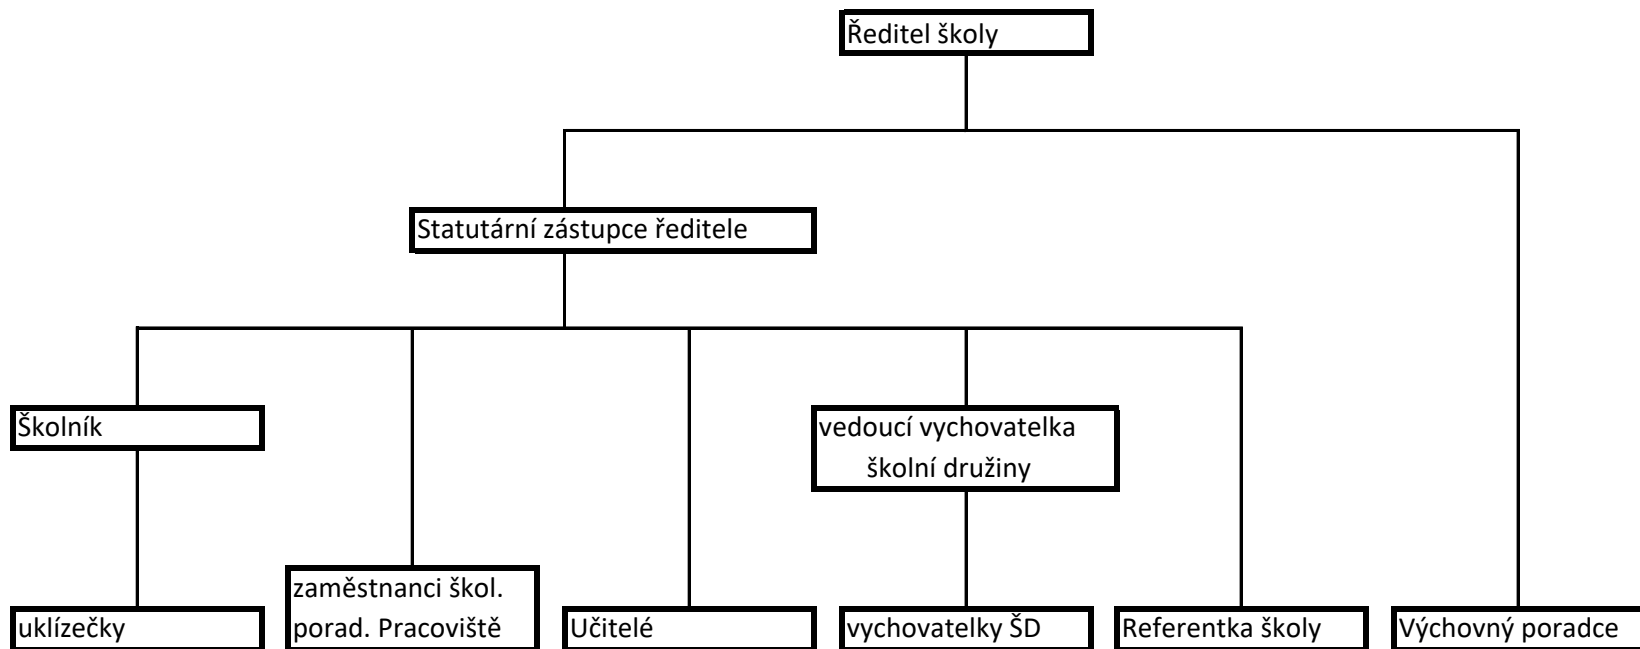 Ředitel školy
Statutární zástupce ředitele
Školník
vedoucí vychovatelka
školní družiny
uklízečky
zaměstnanci škol.
porad. Pracoviště
Učitelé
vychovatelky ŠD
Referentka školy
Výchovný poradce